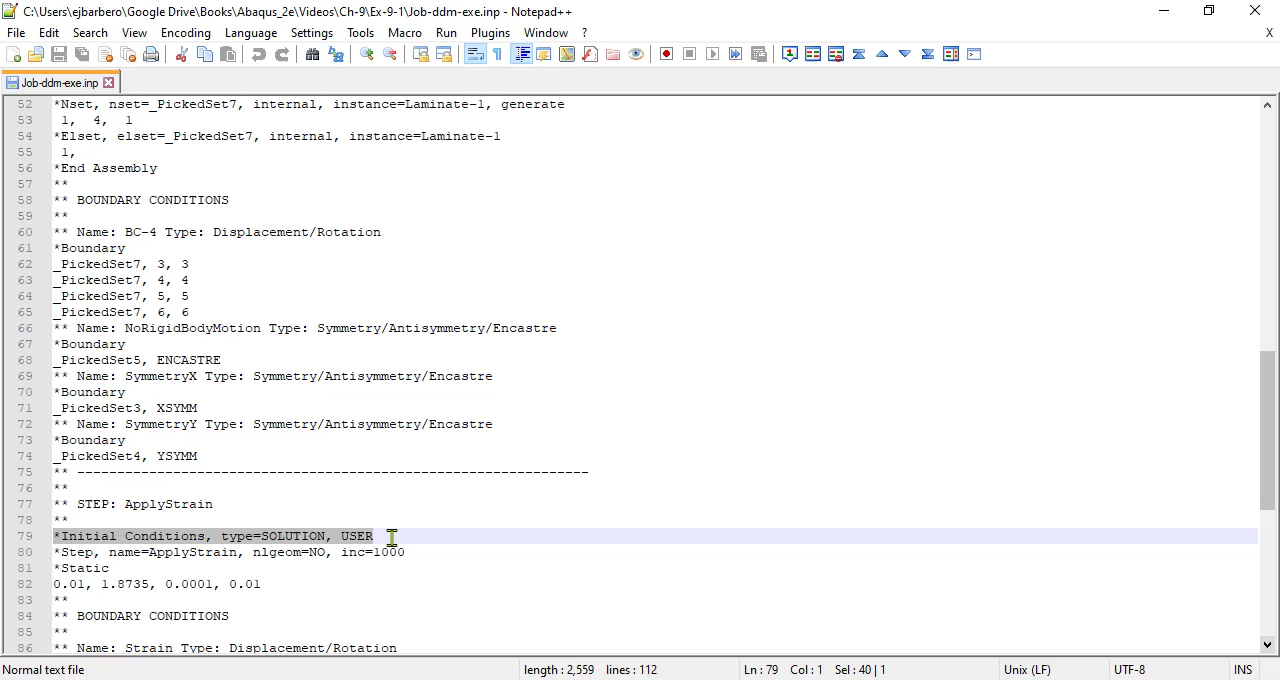 C:\Users\ejbarbero\Google Drive\Books\Abaqus_2e\Videos\Ch-9\Ex-9-1\Job-ddm-exe.inp - Notepad++
File Edit Search View Encoding Language Settings Tools Macro Run Plugins Window ? X
Job-ddm-exe.inp
52 *Nset, nset=_PickedSet7, internal, instance=Laminate-1, generate
53 1, 4, 1
54 *Elset, elset=_PickedSet7, internal, instance=Laminate-1
55 1,
56 *End Assembly
57 **
58 ** BOUNDARY CONDITIONS
59 **
60 ** Name: BC-4 Type: Displacement/Rotation
61 *Boundary
62 _PickedSet7, 3, 3
63 _PickedSet7, 4, 4
64 _PickedSet7, 5, 5
65 _PickedSet7, 6, 6
66 ** Name: NoRigidBodyMotion Type: Symmetry/Antisymmetry/Encastre
67 *Boundary
68 _PickedSet5, ENCASTRE
69 ** Name: SymmetryX Type: Symmetry/Antisymmetry/Encastre
70 *Boundary
71 _PickedSet3, XSYMM
72 ** Name: SymmetryY Type: Symmetry/Antisymmetry/Encastre
73 *Boundary
74 _PickedSet4, YSYMM
75 ** ----------------------------------------------------------------
76 **
77 ** STEP: ApplyStrain
78 **
79 *Initial Conditions, type=SOLUTION, USER
80 *Step, name=ApplyStrain, nlgeom=NO, inc=1000
81 *Static
82 0.01, 1.8735, 0.0001, 0.01
83 **
84 ** BOUNDARY CONDITIONS
85 **
86 ** Name: Strain Type: Displacement/Rotation
Normal text file length : 2,559 lines : 112 Ln : 79 Col : 1 Sel : 40 | 1 Unix (LF) UTF-8 INS